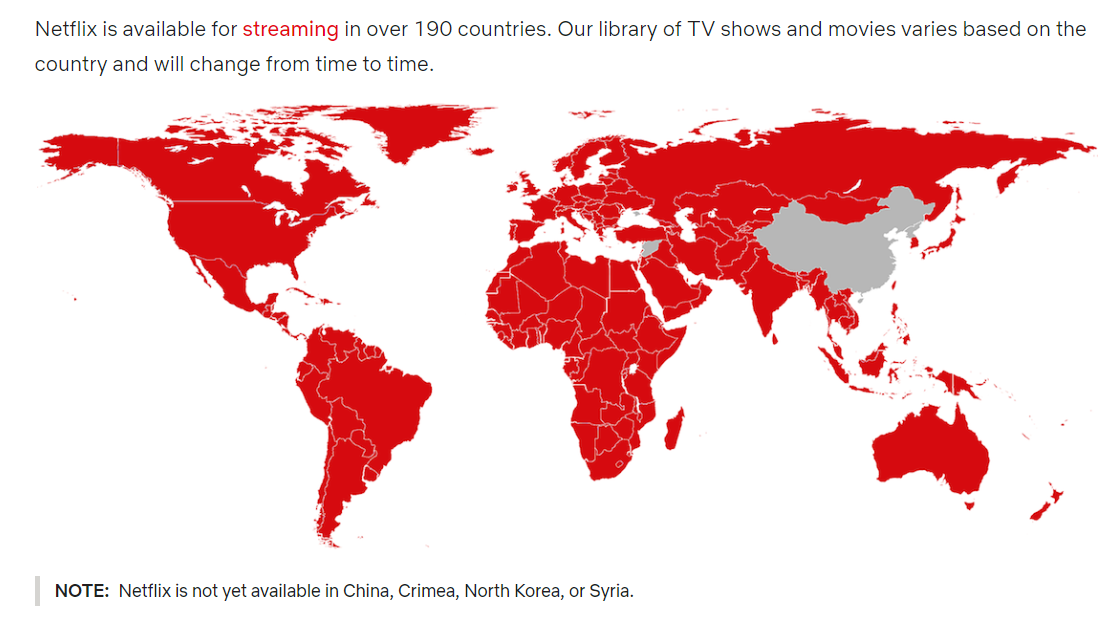 Netflix is available for streaming in over 190 countries. Our library of TV shows and movies varies based on the
country and will change from time to time.
NOTE: Netflix is not yet available in China, Crimea, North Korea, or Syria.